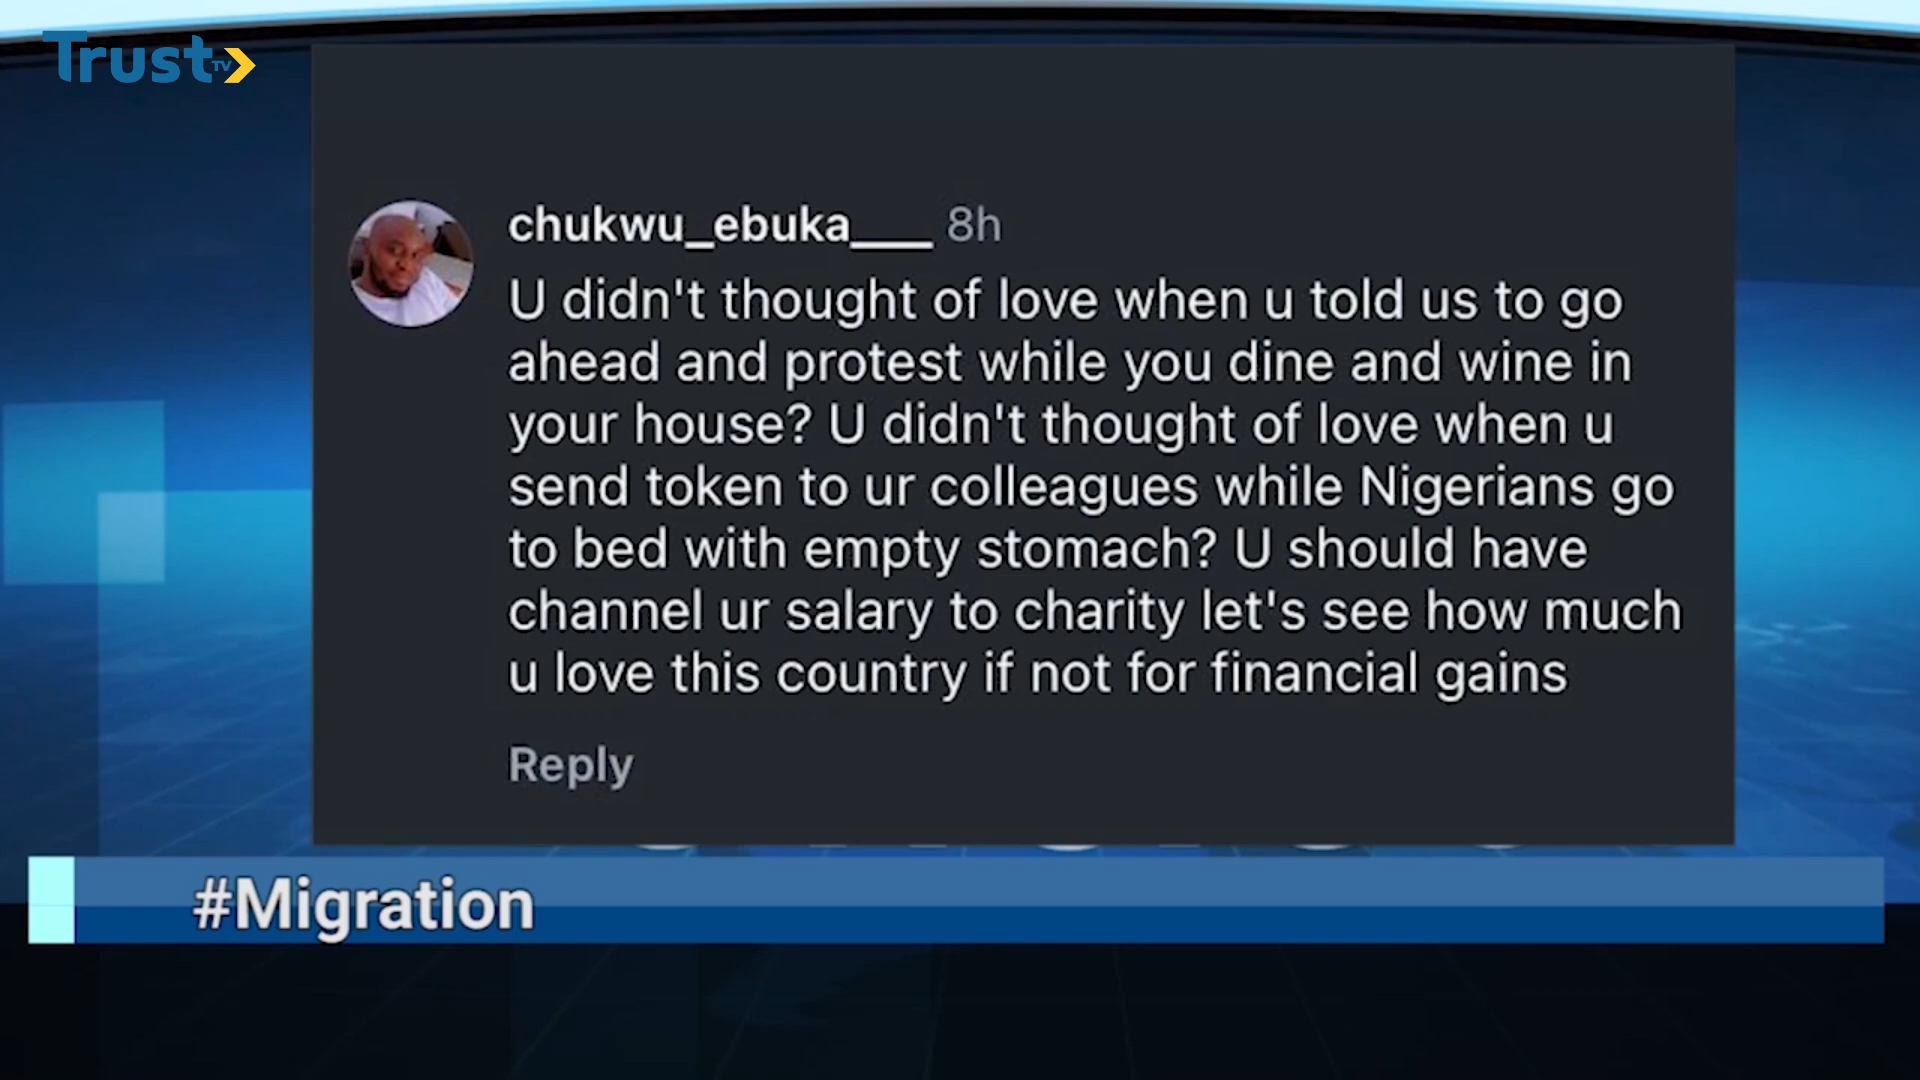 Trust TV
chukwu_ebuka___ 8h
U didn't thought of love when u told us to go
ahead and protest while you dine and wine in
your house? U didn't thought of love when u
send token to ur colleagues while Nigerians go
to bed with empty stomach? U should have
channel ur salary to charity let's see how much
u love this country if not for financial gains
Reply
#Migration